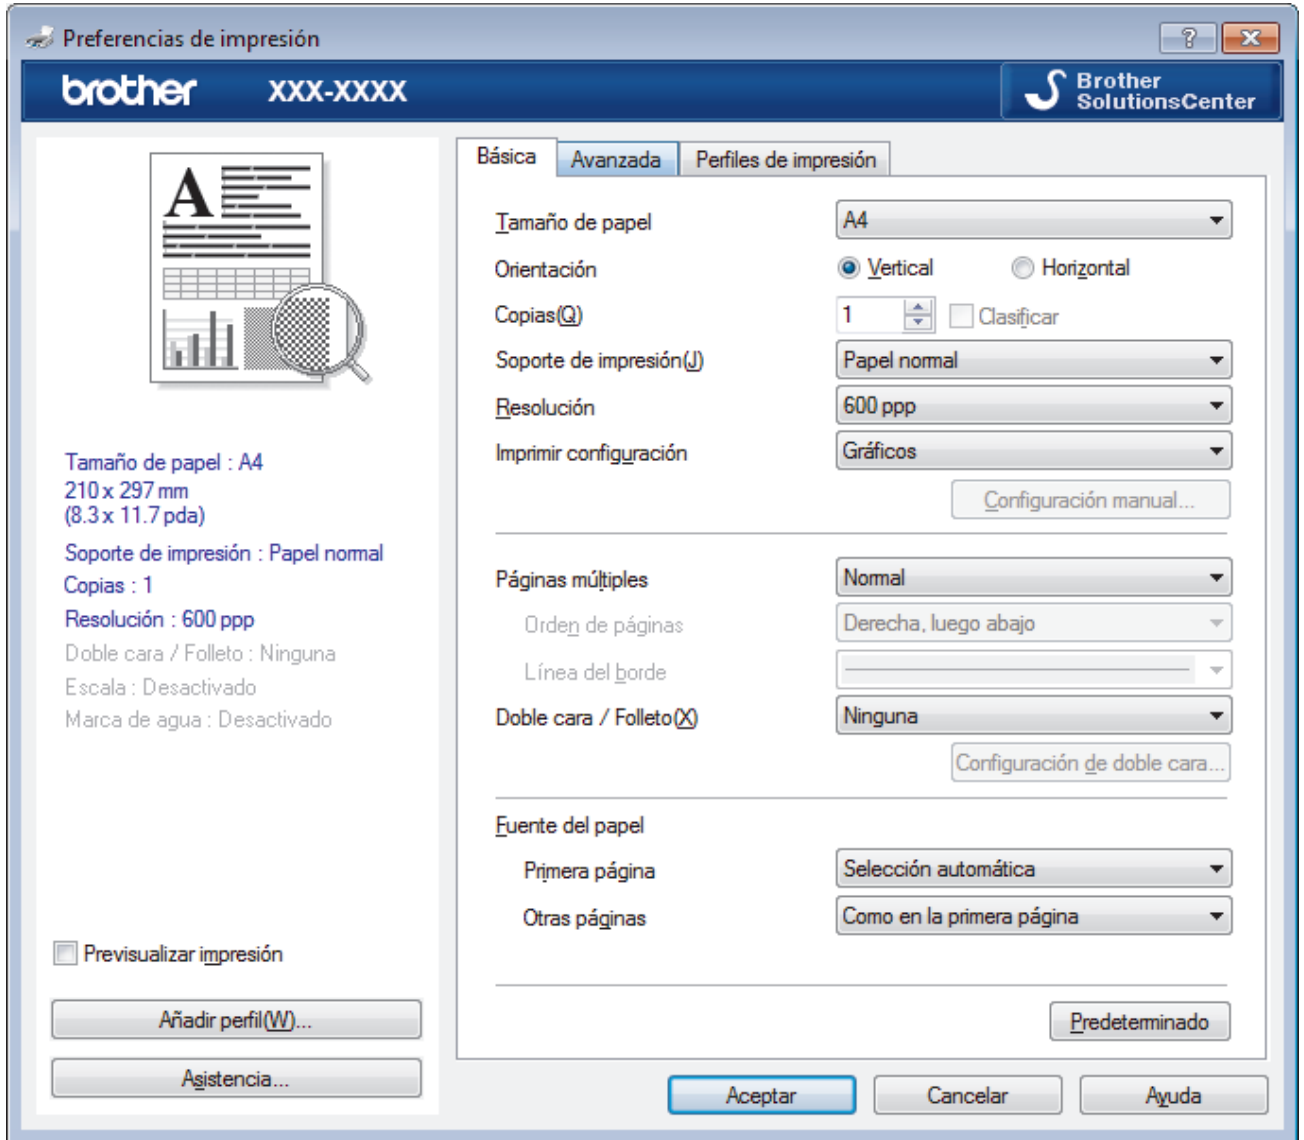 Preferencias de impresión
brother XXX-XXXX
Brother
SolutionsCenter
A
Tamaño de papel : A4
210 x 297 mm
(8.3 x 11.7 pda)
Soporte de impresión : Papel normal
Copias : 1
Resolución : 600 ppp
Doble cara / Folleto : Ninguna
Escala : Desactivado
Marca de agua : Desactivado
Previsualizar impresión
Añadir perfil(W)...
Asistencia...
Básica Avanzada Perfiles de impresión
Tamaño de papel A4
Orientación Vertical Horizontal
Copias(Q) 1 Clasificar
Soporte de impresión(J) Papel normal
Resolución 600 ppp
Imprimir configuración Gráficos
Configuración manual...
Páginas múltiples Normal
Orden de páginas Derecha, luego abajo
Línea del borde
Doble cara / Folleto(X) Ninguna
Configuración de doble cara...
Fuente del papel
Primera página Selección automática
Otras páginas Como en la primera página
Predeterminado
Aceptar Cancelar Ayuda